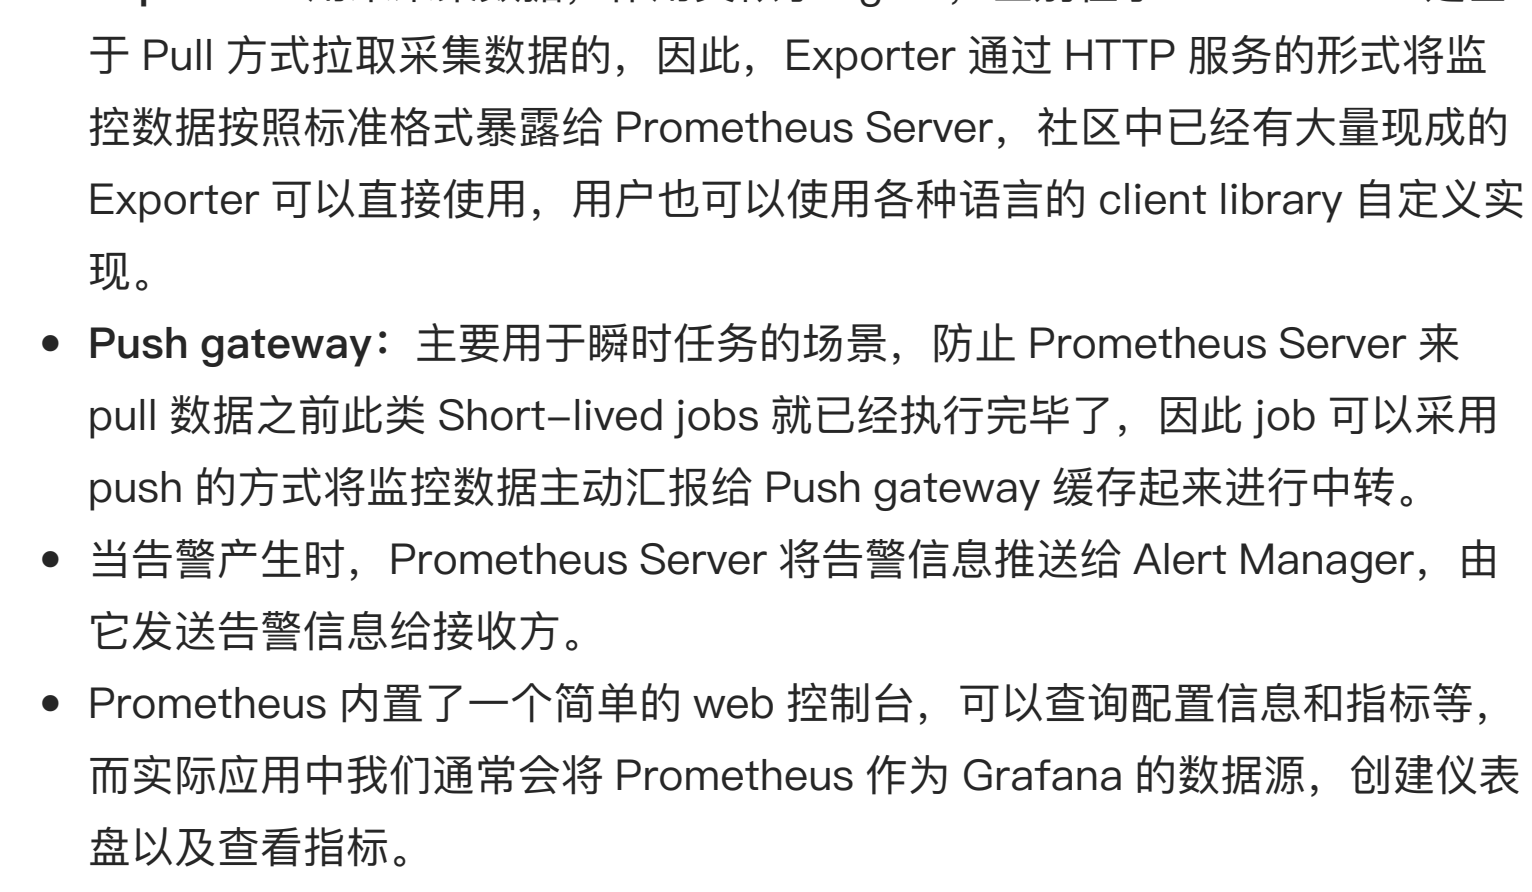 于 Pull 方式拉取采集数据的，因此，Exporter 通过 HTTP 服务的形式将监
控数据按照标准格式暴露给 Prometheus Server，社区中已经有大量现成的
Exporter 可以直接使用，用户也可以使用各种语言的 client library 自定义实
现。
Push gateway：主要用于瞬时任务的场景，防止 Prometheus Server 来
pull 数据之前此类 Short-lived jobs 就已经执行完毕了，因此 job 可以采用
push 的方式将监控数据主动汇报给 Push gateway 缓存起来进行中转。
当告警产生时，Prometheus Server 将告警信息推送给 Alert Manager，由
它发送告警信息给接收方。
Prometheus 内置了一个简单的 web 控制台，可以查询配置信息和指标等，
而实际应用中我们通常会将 Prometheus 作为 Grafana 的数据源，创建仪表
盘以及查看指标。